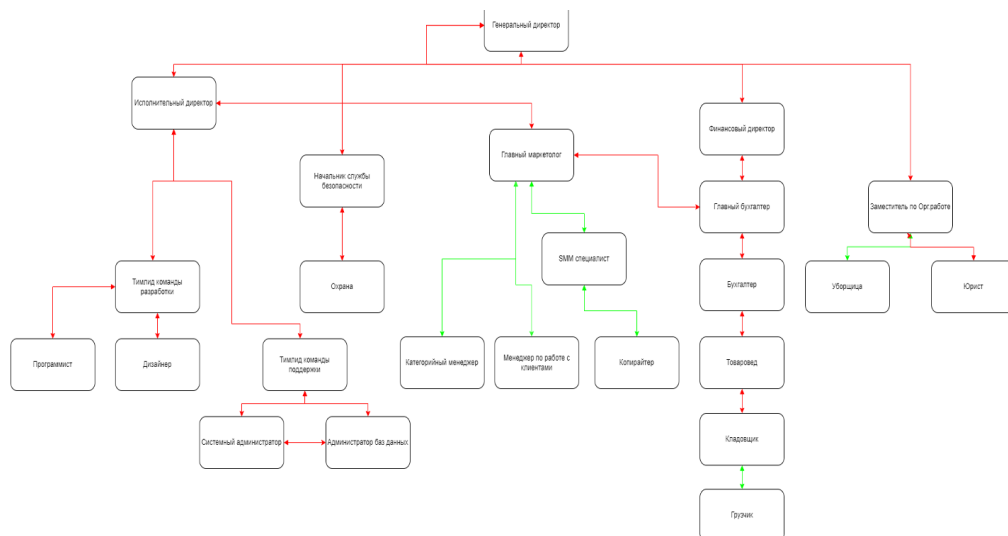 Генеральный
директор
Исполнительный директор
Финансовый
директор
Главный маркетолог
Начальник службы
безопасности
Главный бухгалтер
Заместитель по Орг.работе
SMM специалист
Тимлид команды
разработки
Охрана
Бухгалтер
Уборщица
Юрист
Программист
Дизайнер
Тимлид команды
поддержки
Категорийный менеджер
Менеджер по работе с
клиентами
Копирайтер
Товаровед
Системный администратор
Администратор баз данных
Кладовщик
Грузчик